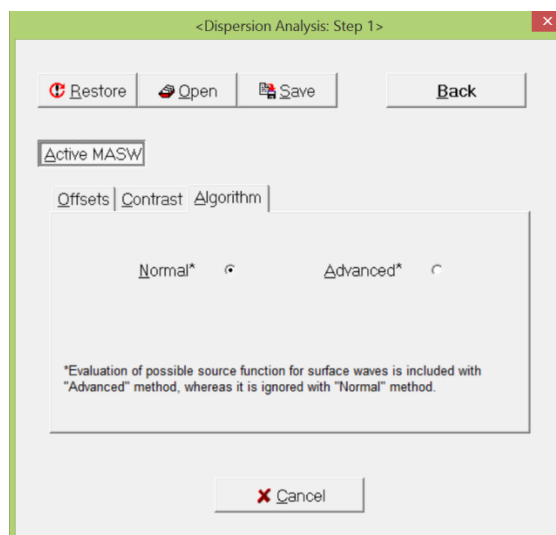 <Dispersion Analysis: Step 1>
Restore Open Save Back
Active MASW
Offsets Contrast Algorithm
Normal* Advanced*
*Evaluation of possible source function for surface waves is included with
"Advanced" method, whereas it is ignored with "Normal" method.
Cancel